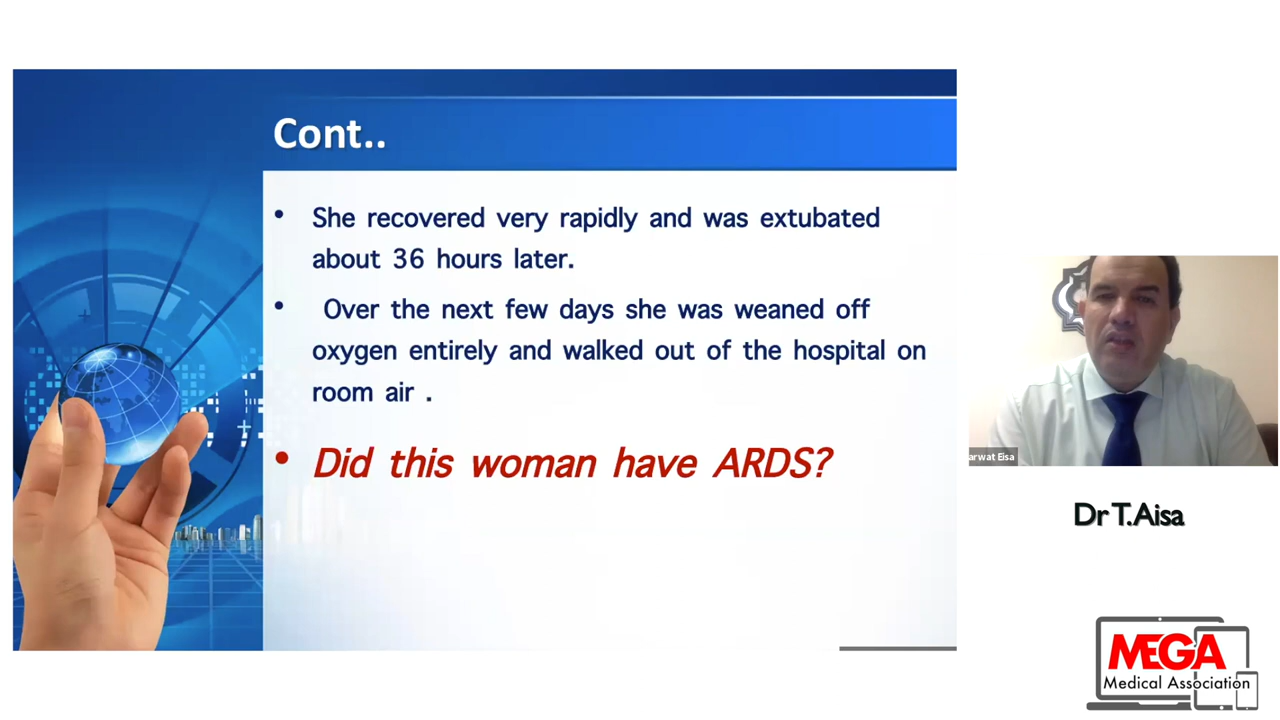 Cont..
• She recovered very rapidly and was extubated
about 36 hours later.
• Over the next few days she was weaned off
oxygen entirely and walked out of the hospital on
room air .
• Did this woman have ARDS?
arwat Eisa
Dr T.Aisa
MEGA
Medical Association